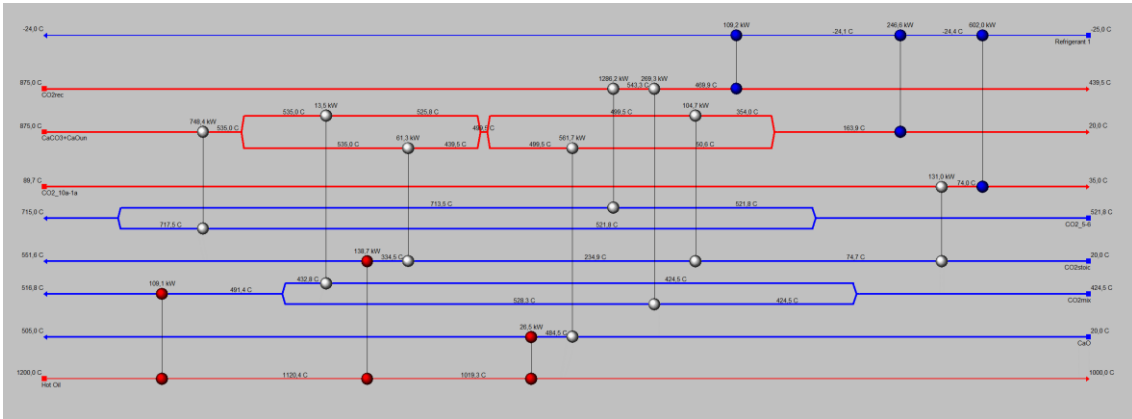 109,2 kW 246,6 kW 602,0 kW
-24,0 C -24,1 C -24,4 C -25,0 C
Refrigerant 1
1286,2 kW 269,3 kW
875,0 C 543,3 C 469,9 C 439,5 C
CO2rec
13,5 kW 104,7 kW
535,0 C 525,8 C 499,5 C 354,0 C
748,4 kW
875,0 C 535,0 C 499,5 C 163,9 C 20,0 C
CaCO3+CaOun
61,3 kW 561,7 kW
535,0 C 439,5 C 499,5 C 50,0 C
131,0 kW
89,7 C 74,0 C 35,0 C
CO2_10a-1a
713,5 C 521,8 C
715,0 C 521,8 C
CO2_5-6
717,5 C 521,8 C
138,7 kW
551,6 C 334,5 C 234,9 C 74,7 C 20,0 C
CO2stoic
109,1 kW 432,8 C 424,5 C
516,8 C 491,4 C 424,5 C
CO2mix
528,3 C 424,5 C
26,5 kW
505,0 C 484,5 C 20,0 C
CaO
1200,0 C 1120,4 C 1019,3 C 1000,0 C
Hot Oil